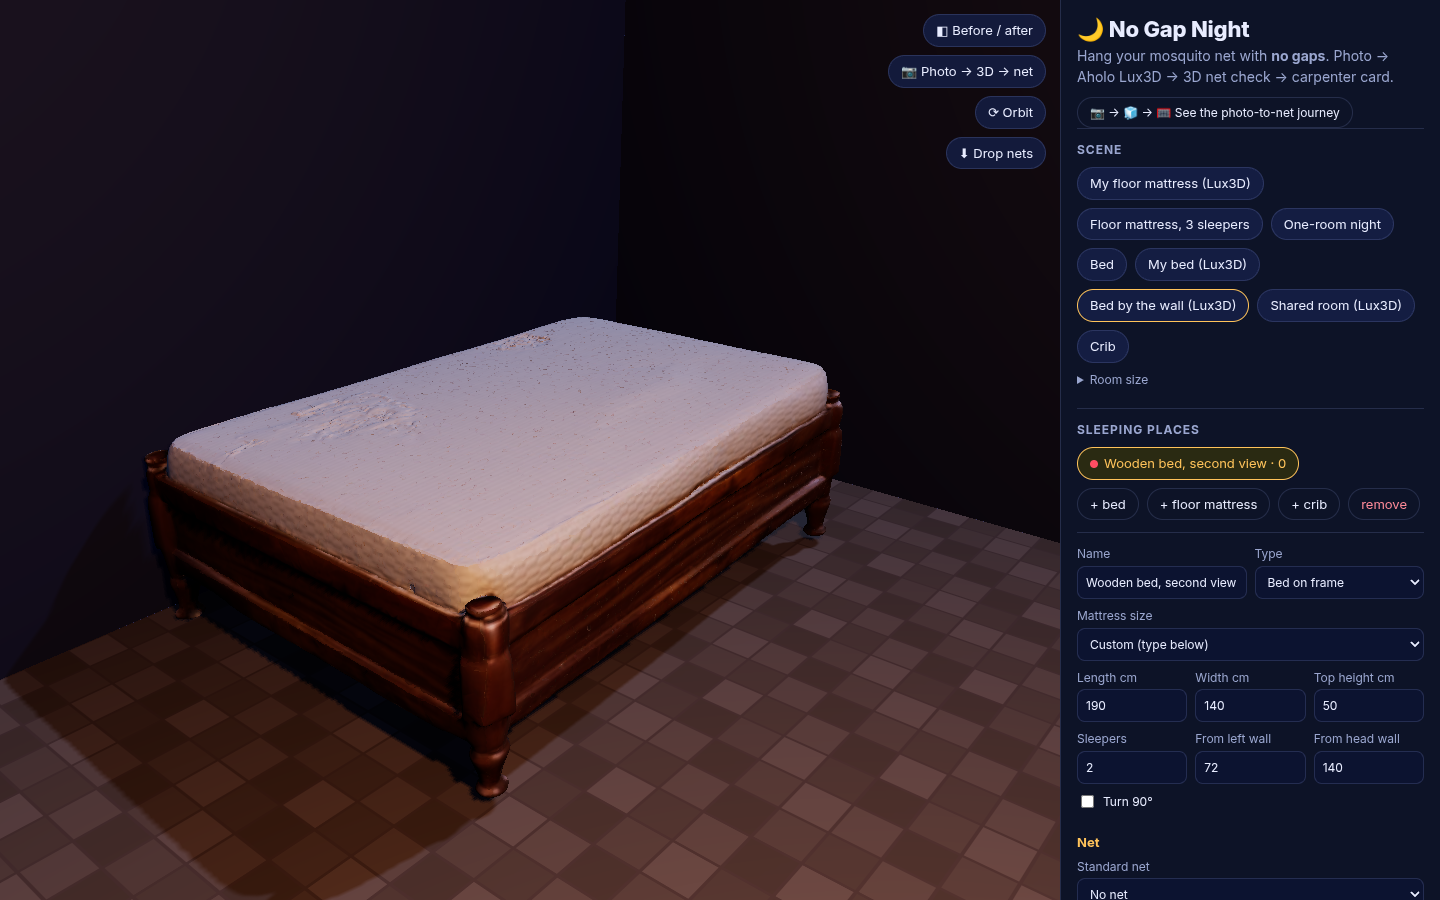 ◧ Before / after
📷 Photo → 3D → net
⟳ Orbit
⬇ Drop nets
🌙 No Gap Night
Hang your mosquito net with no gaps. Photo →
Aholo Lux3D → 3D net check → carpenter card.
📷 → 🧊 → 🥅 See the photo-to-net journey
SCENE
My floor mattress (Lux3D)
Floor mattress, 3 sleepers
One-room night
Bed
My bed (Lux3D)
Bed by the wall (Lux3D)
Shared room (Lux3D)
Crib
▶ Room size
SLEEPING PLACES
Wooden bed, second view · 0
+ bed
+ floor mattress
+ crib
remove
Name
Type
Wooden bed, second view
Bed on frame
Mattress size
Custom (type below)
Length cm
Width cm
Top height cm
190
140
50
Sleepers
From left wall
From head wall
2
72
140
Turn 90°
Net
Standard net
No net